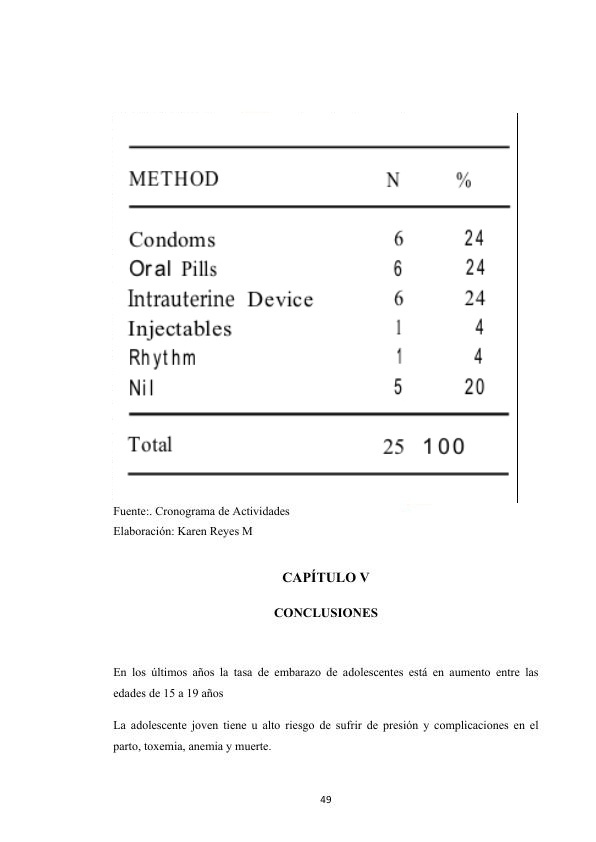 METHOD N %
Condoms 6 24
Oral Pills 6 24
Intrauterine Device 6 24
Injectables 1 4
Rhythm 1 4
Nil 5 20
Total 25 100
Fuente:. Cronograma de Actividades
Elaboración: Karen Reyes M
CAPÍTULO V
CONCLUSIONES
En los últimos años la tasa de embarazo de adolescentes está en aumento entre las
edades de 15 a 19 años
La adolescente joven tiene u alto riesgo de sufrir de presión y complicaciones en el
parto, toxemia, anemia y muerte.
49